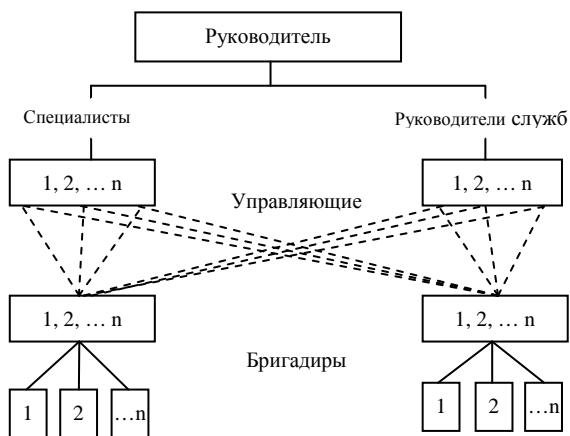 Руководитель
Специалисты
Руководители служб
1, 2, … n
1, 2, … n
Управляющие
1, 2, … n
1, 2, … n
Бригадиры
1
2
…n
1
2
…n